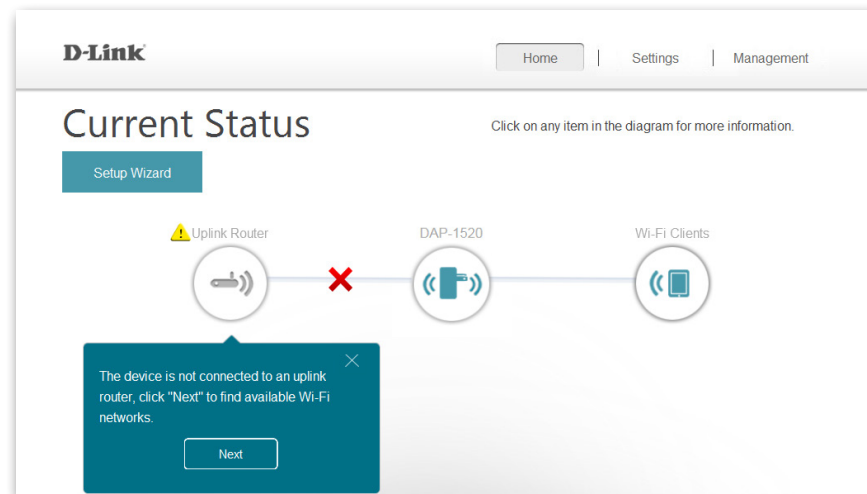 D-Link
Home | Settings | Management
Current Status
Click on any item in the diagram for more information.
Setup Wizard
Uplink Router
DAP-1520
Wi-Fi Clients
The device is not connected to an uplink
router, click "Next" to find available Wi-Fi
networks.
Next